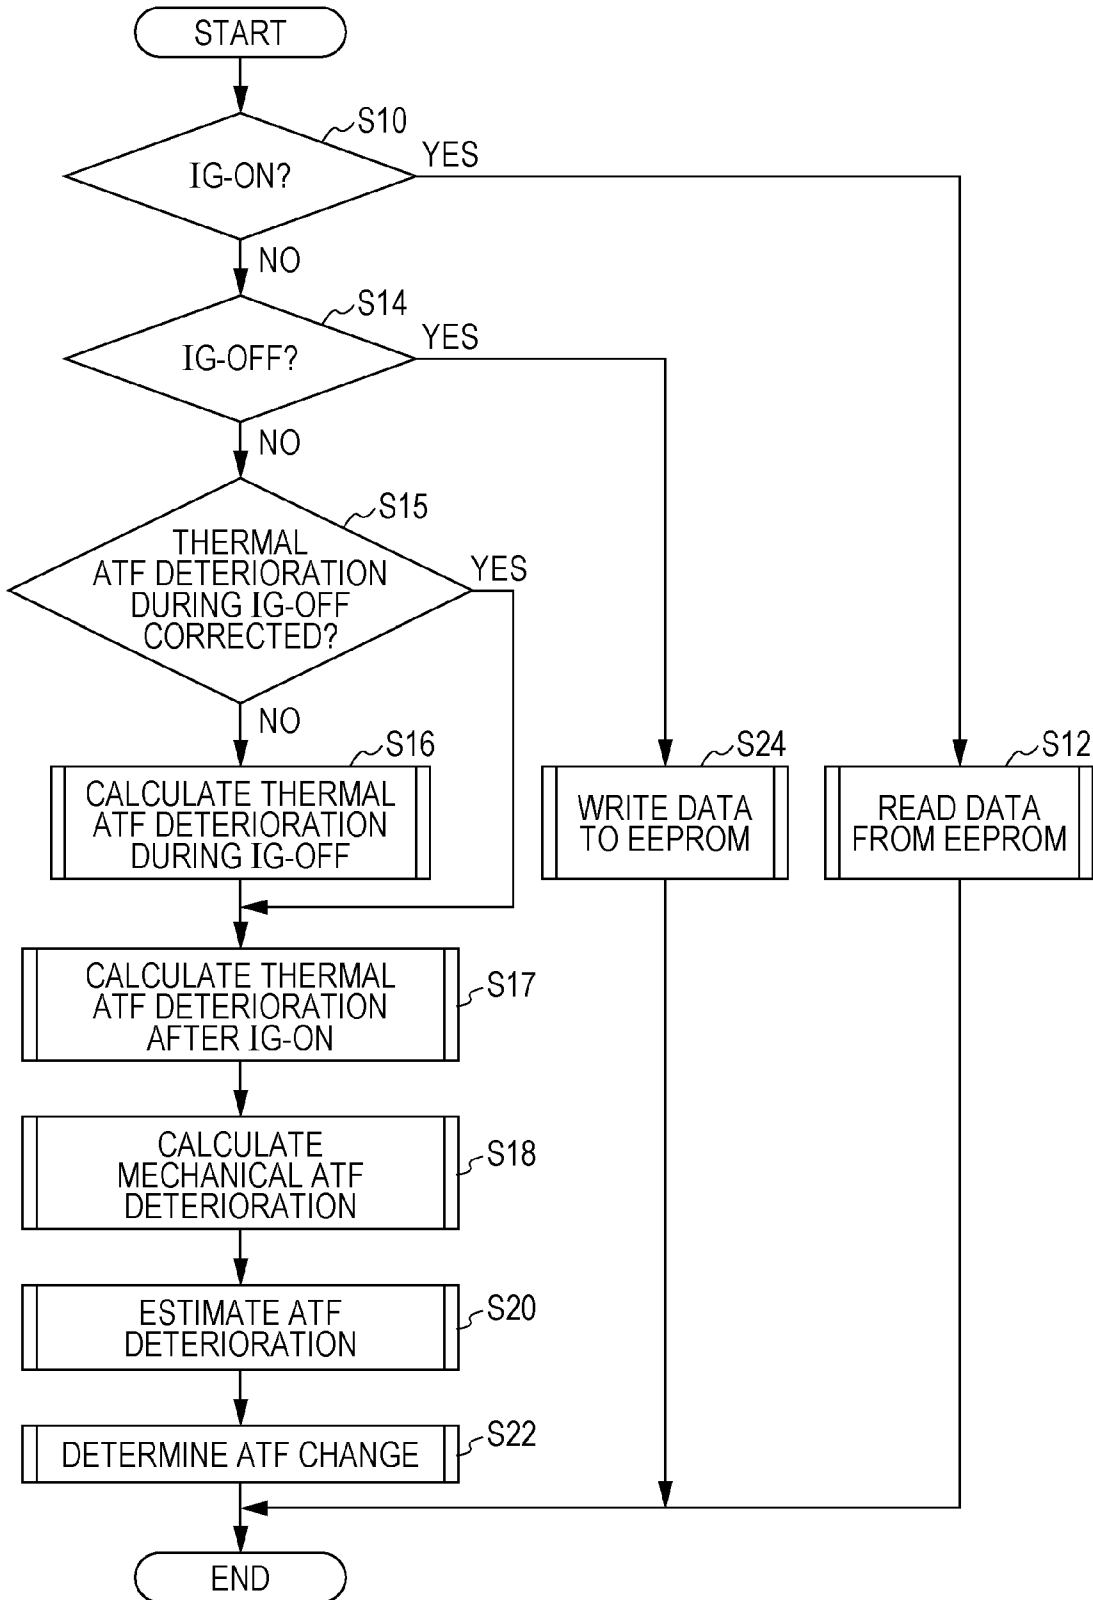 START
S10
IG-ON?
YES
NO
S14
IG-OFF?
YES
NO
S15
THERMAL
ATF DETERIORATION
DURING IG-OFF
CORRECTED?
YES
NO
S16
CALCULATE THERMAL
ATF DETERIORATION
DURING IG-OFF
S24
WRITE DATA
TO EEPROM
S12
READ DATA
FROM EEPROM
CALCULATE THERMAL
ATF DETERIORATION
AFTER IG-ON
S17
CALCULATE
MECHANICAL ATF
DETERIORATION
S18
ESTIMATE ATF
DETERIORATION
S20
DETERMINE ATF CHANGE
S22
END